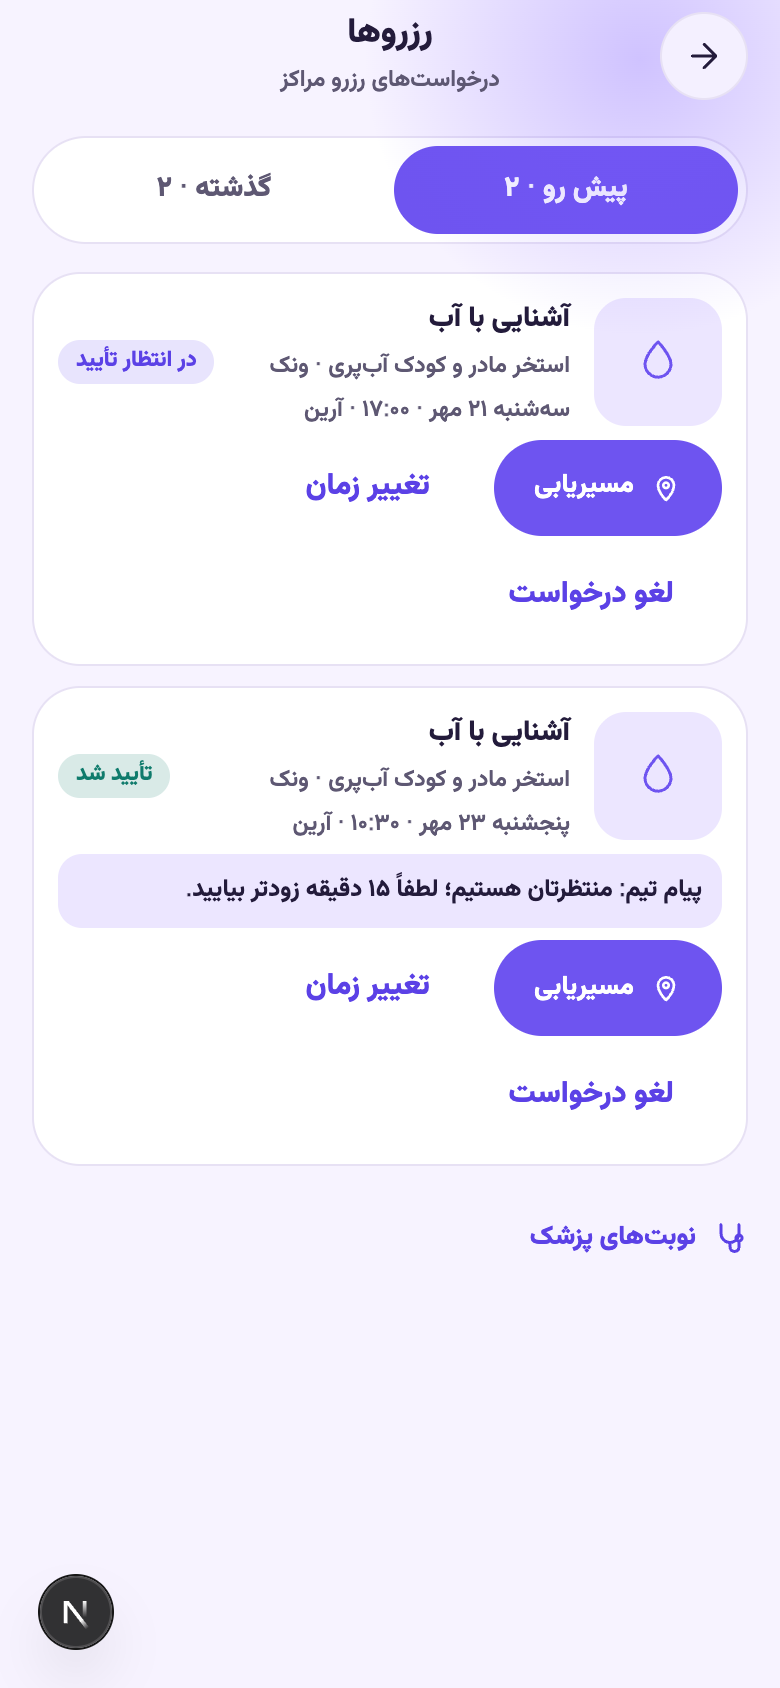 رزروها
درخواست‌های رزرو مراکز
پیش رو · ۲
گذشته · ۲
آشنایی با آب
استخر مادر و کودک آب‌پری · ونک
سه‌شنبه ۲۱ مهر · ۱۷:۰۰ · آرین
در انتظار تأیید
مسیریابی
تغییر زمان
لغو درخواست
آشنایی با آب
استخر مادر و کودک آب‌پری · ونک
پنجشنبه ۲۳ مهر · ۱۰:۳۰ · آرین
تأیید شد
پیام تیم: منتظرتان هستیم؛ لطفاً ۱۵ دقیقه زودتر بیایید.
مسیریابی
تغییر زمان
لغو درخواست
نوبت‌های پزشک
N